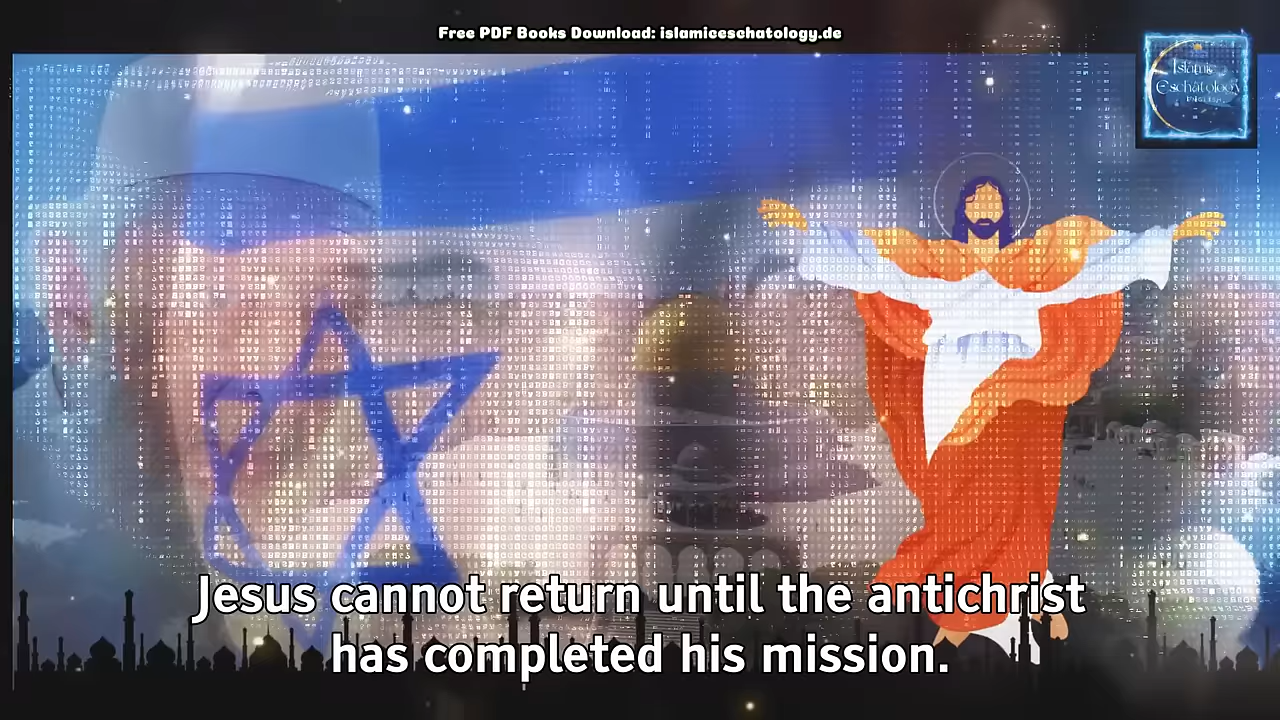 Free PDF Books Download: islamiceschatology.de
Islamic
Eschatology
Jesus cannot return until the antichrist
has completed his mission.